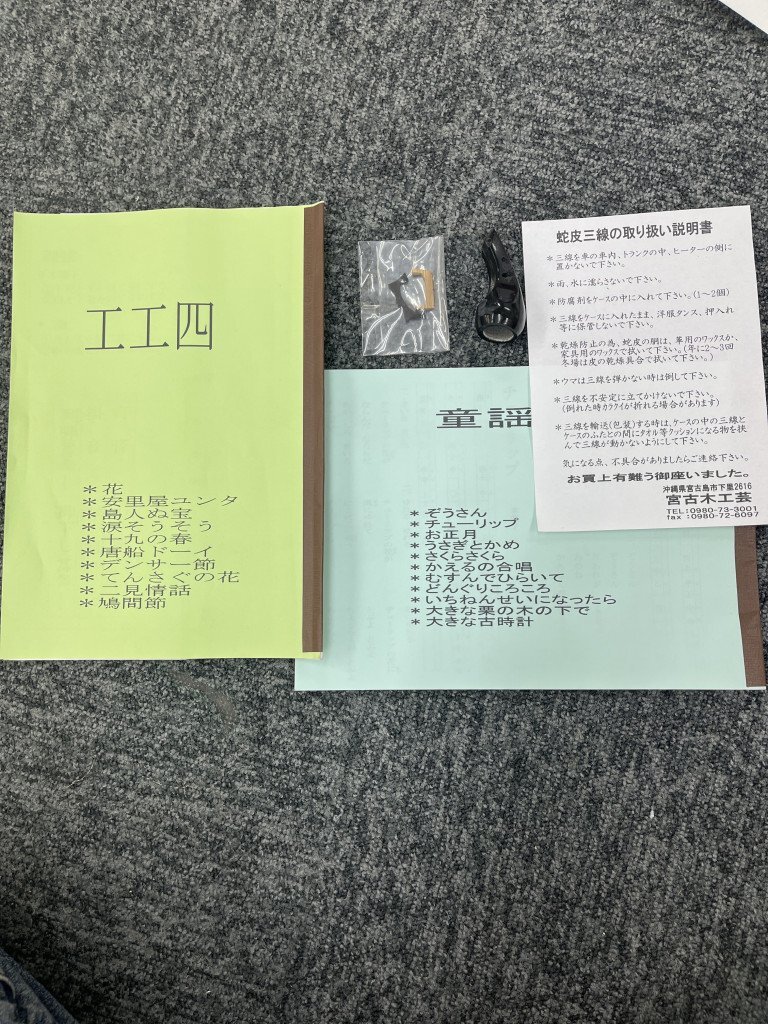 工工四
*花
*安里屋ユンタ
*島人ぬ宝
*涙そうそう
*十九の春
*唐船ドーイ
*デンサー節
*てんさぐの花
*二見情話
*鳩間節
童謡
*ぞうさん
*チューリップ
*お正月
*うさぎとかめ
*さくらさくら
*かえるの合唱
*むすんでひらいて
*どんぐりころころ
*いちねんせいになったら
*大きな栗の木の下で
*大きな古時計
蛇皮三線の取り扱い説明書
*三線を車の車内、トランクの中、ヒーターの側に
置かないで下さい。
*雨、水に濡らさないで下さい。
*防腐剤をケースの中に入れて下さい。(1~2個)
*三線をケースに入れたまま、洋服タンス、押入れ
等に保管しないで下さい。
*乾燥防止の為、蛇皮の胴は、革用のワックスか、
家具用のワックスで拭いて下さい。(年に2~3回
冬場は皮の乾燥具合で拭いて下さい。)
*ウマは三線を弾かない時は倒して下さい。
*三線を不安定に立てかけないで下さい。
(倒れた時カラクイが折れる場合があります)
*三線を輸送(包装)する時は、ケースの中の三線と
ケースのふたとの間にタオル等クッションになる物を挟
んで三線が動かないようにして下さい。
気になる点、不具合がありましたらご連絡下さい。
お買上有難う御座いました。
沖縄県宮古島市下里2616
宮古木工芸
TEL:0980-73-3001
fax:0980-72-6097